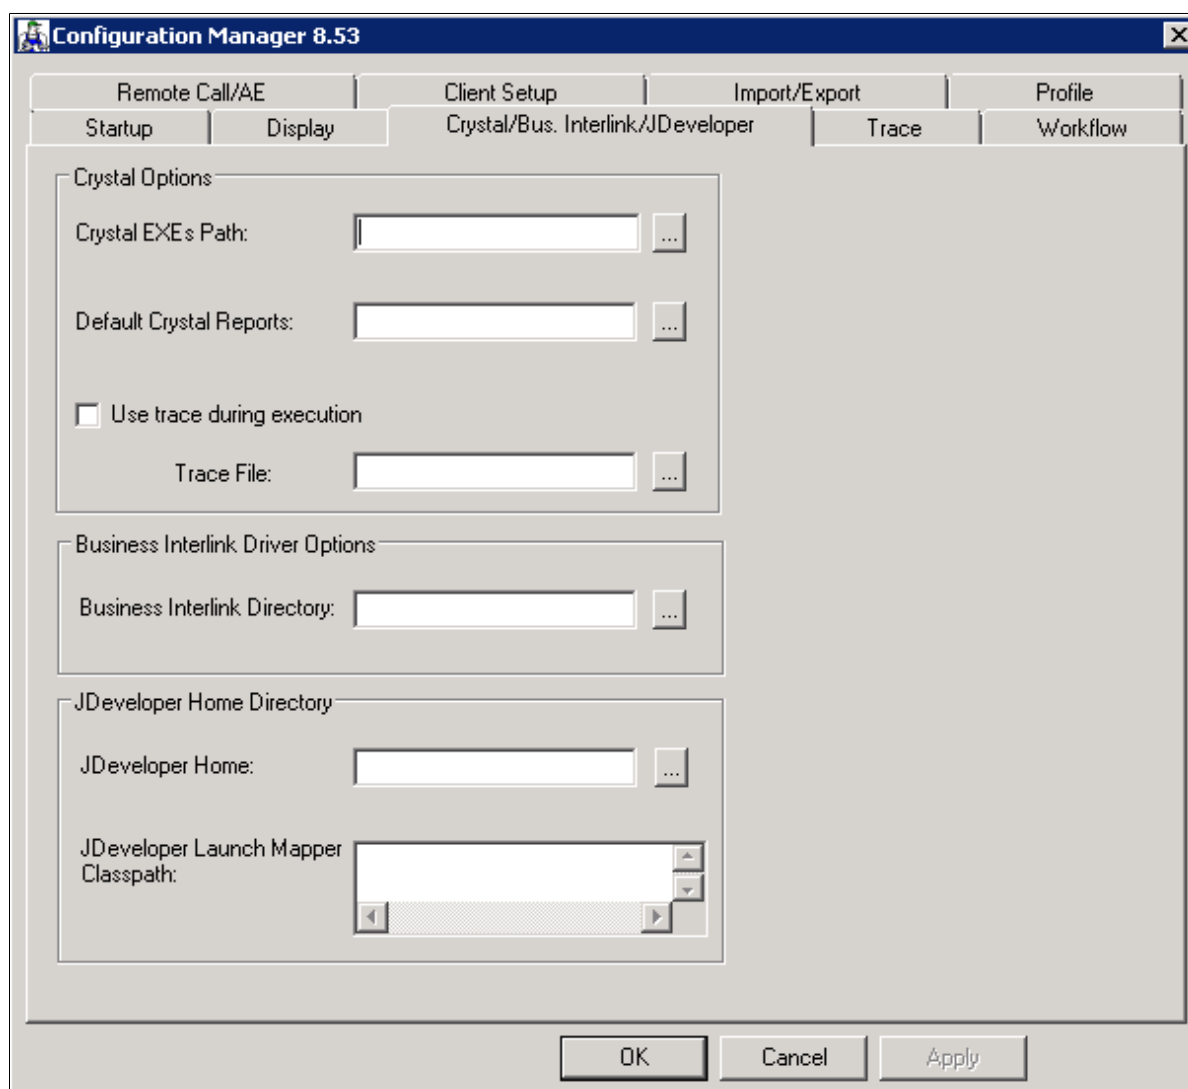 Configuration Manager 8.53
Remote Call/AE Client Setup Import/Export Profile
Startup Display Crystal/Bus. Interlink/JDeveloper Trace Workflow
Crystal Options
Crystal EXEs Path: ...
Default Crystal Reports: ...
Use trace during execution
Trace File: ...
Business Interlink Driver Options
Business Interlink Directory: ...
JDeveloper Home Directory
JDeveloper Home: ...
JDeveloper Launch Mapper
Classpath:
OK Cancel Apply